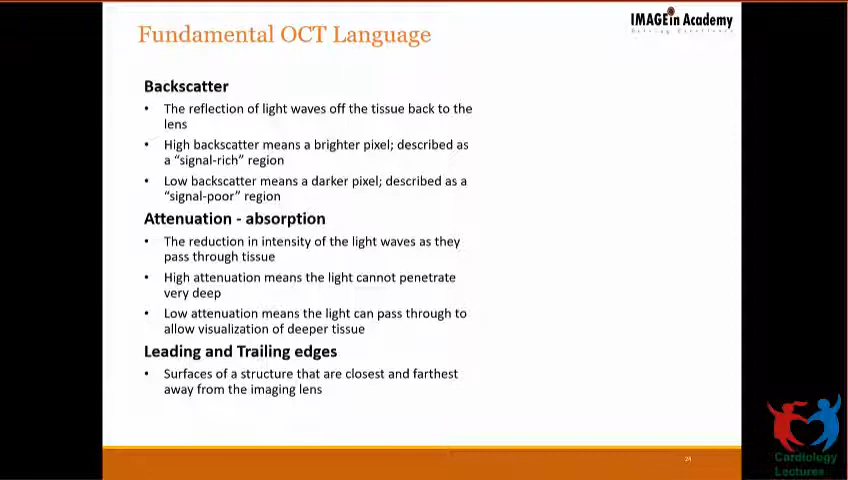 Fundamental OCT Language
IMAGEin Academy
Backscatter
• The reflection of light waves off the tissue back to the
lens
• High backscatter means a brighter pixel; described as
a “signal-rich” region
• Low backscatter means a darker pixel; described as a
“signal-poor” region
Attenuation - absorption
• The reduction in intensity of the light waves as they
pass through tissue
• High attenuation means the light cannot penetrate
very deep
• Low attenuation means the light can pass through to
allow visualization of deeper tissue
Leading and Trailing edges
• Surfaces of a structure that are closest and farthest
away from the imaging lens
Cardiology
Lectures